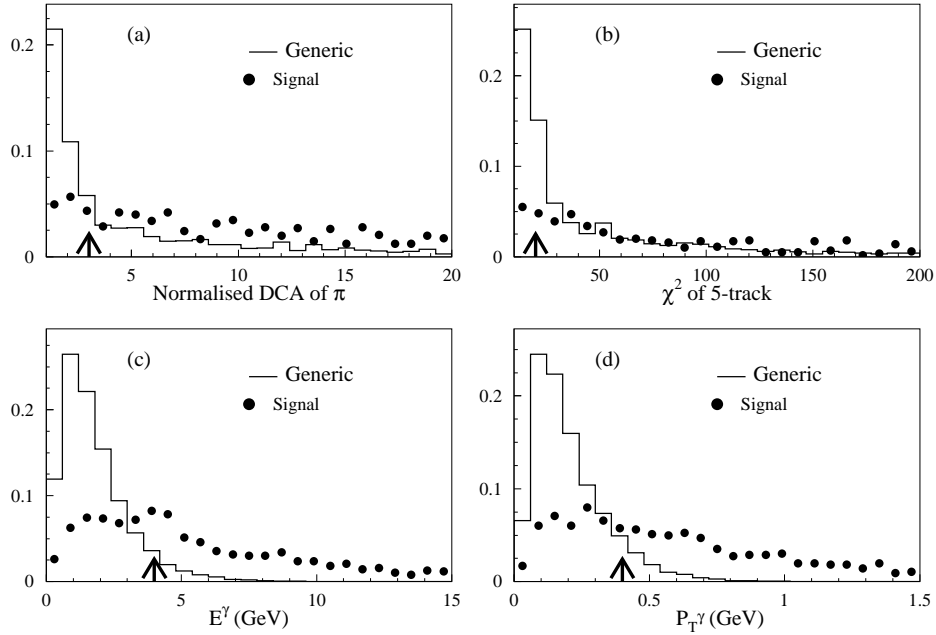 (a)
Generic
Signal
0.2
0.1
0
5 10 15 20
Normalised DCA of π
(b)
Generic
Signal
0.2
0.1
0
50 100 150 200
χ² of 5-track
(c)
Generic
Signal
0.2
0.1
0
0 5 10 15
E^γ (GeV)
(d)
Generic
Signal
0.2
0.1
0
0 0.5 1 1.5
P_T^γ (GeV)